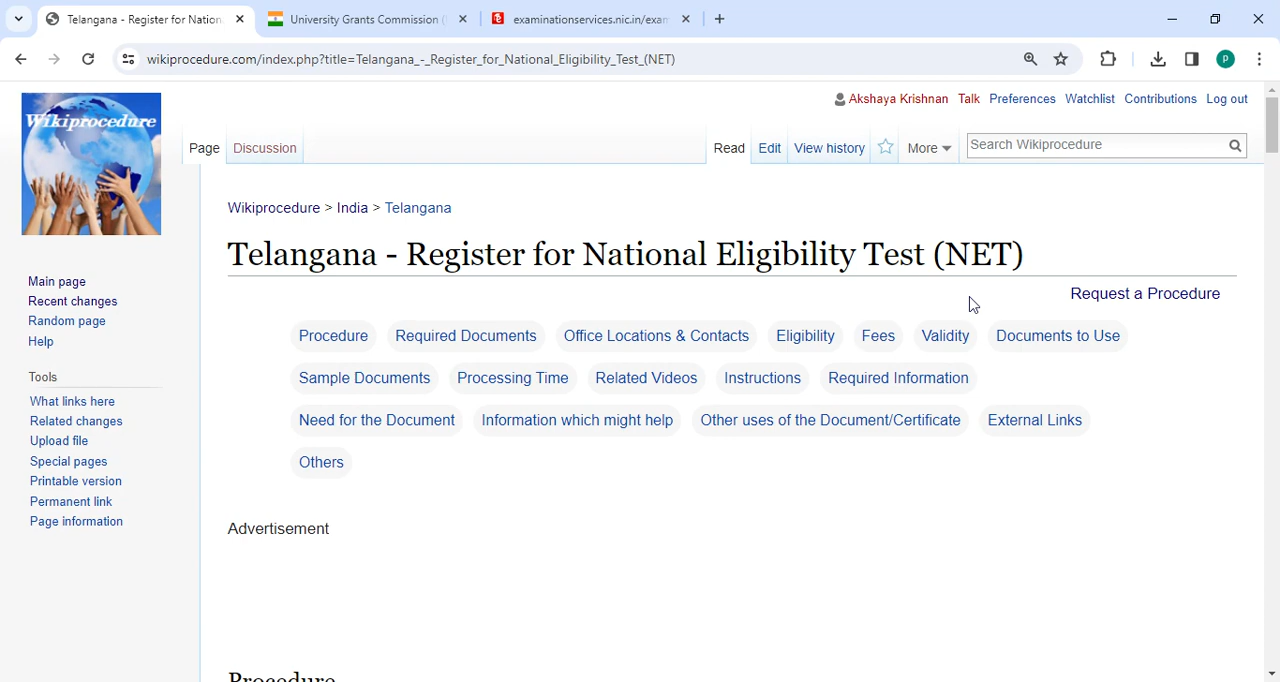 Telangana - Register for Nation
University Grants Commission (
examinationservices.nic.in/exam
wikiprocedure.com/index.php?title=Telangana_-_Register_for_National_Eligibility_Test_(NET)
P
Wikiprocedure
Akshaya Krishnan Talk Preferences Watchlist Contributions Log out
Page Discussion Read Edit View history More Search Wikiprocedure
Wikiprocedure > India > Telangana
Telangana - Register for National Eligibility Test (NET)
Request a Procedure
Main page
Recent changes
Random page
Help
Tools
What links here
Related changes
Upload file
Special pages
Printable version
Permanent link
Page information
Procedure Required Documents Office Locations & Contacts Eligibility Fees Validity Documents to Use
Sample Documents Processing Time Related Videos Instructions Required Information
Need for the Document Information which might help Other uses of the Document/Certificate External Links
Others
Advertisement
Procedure